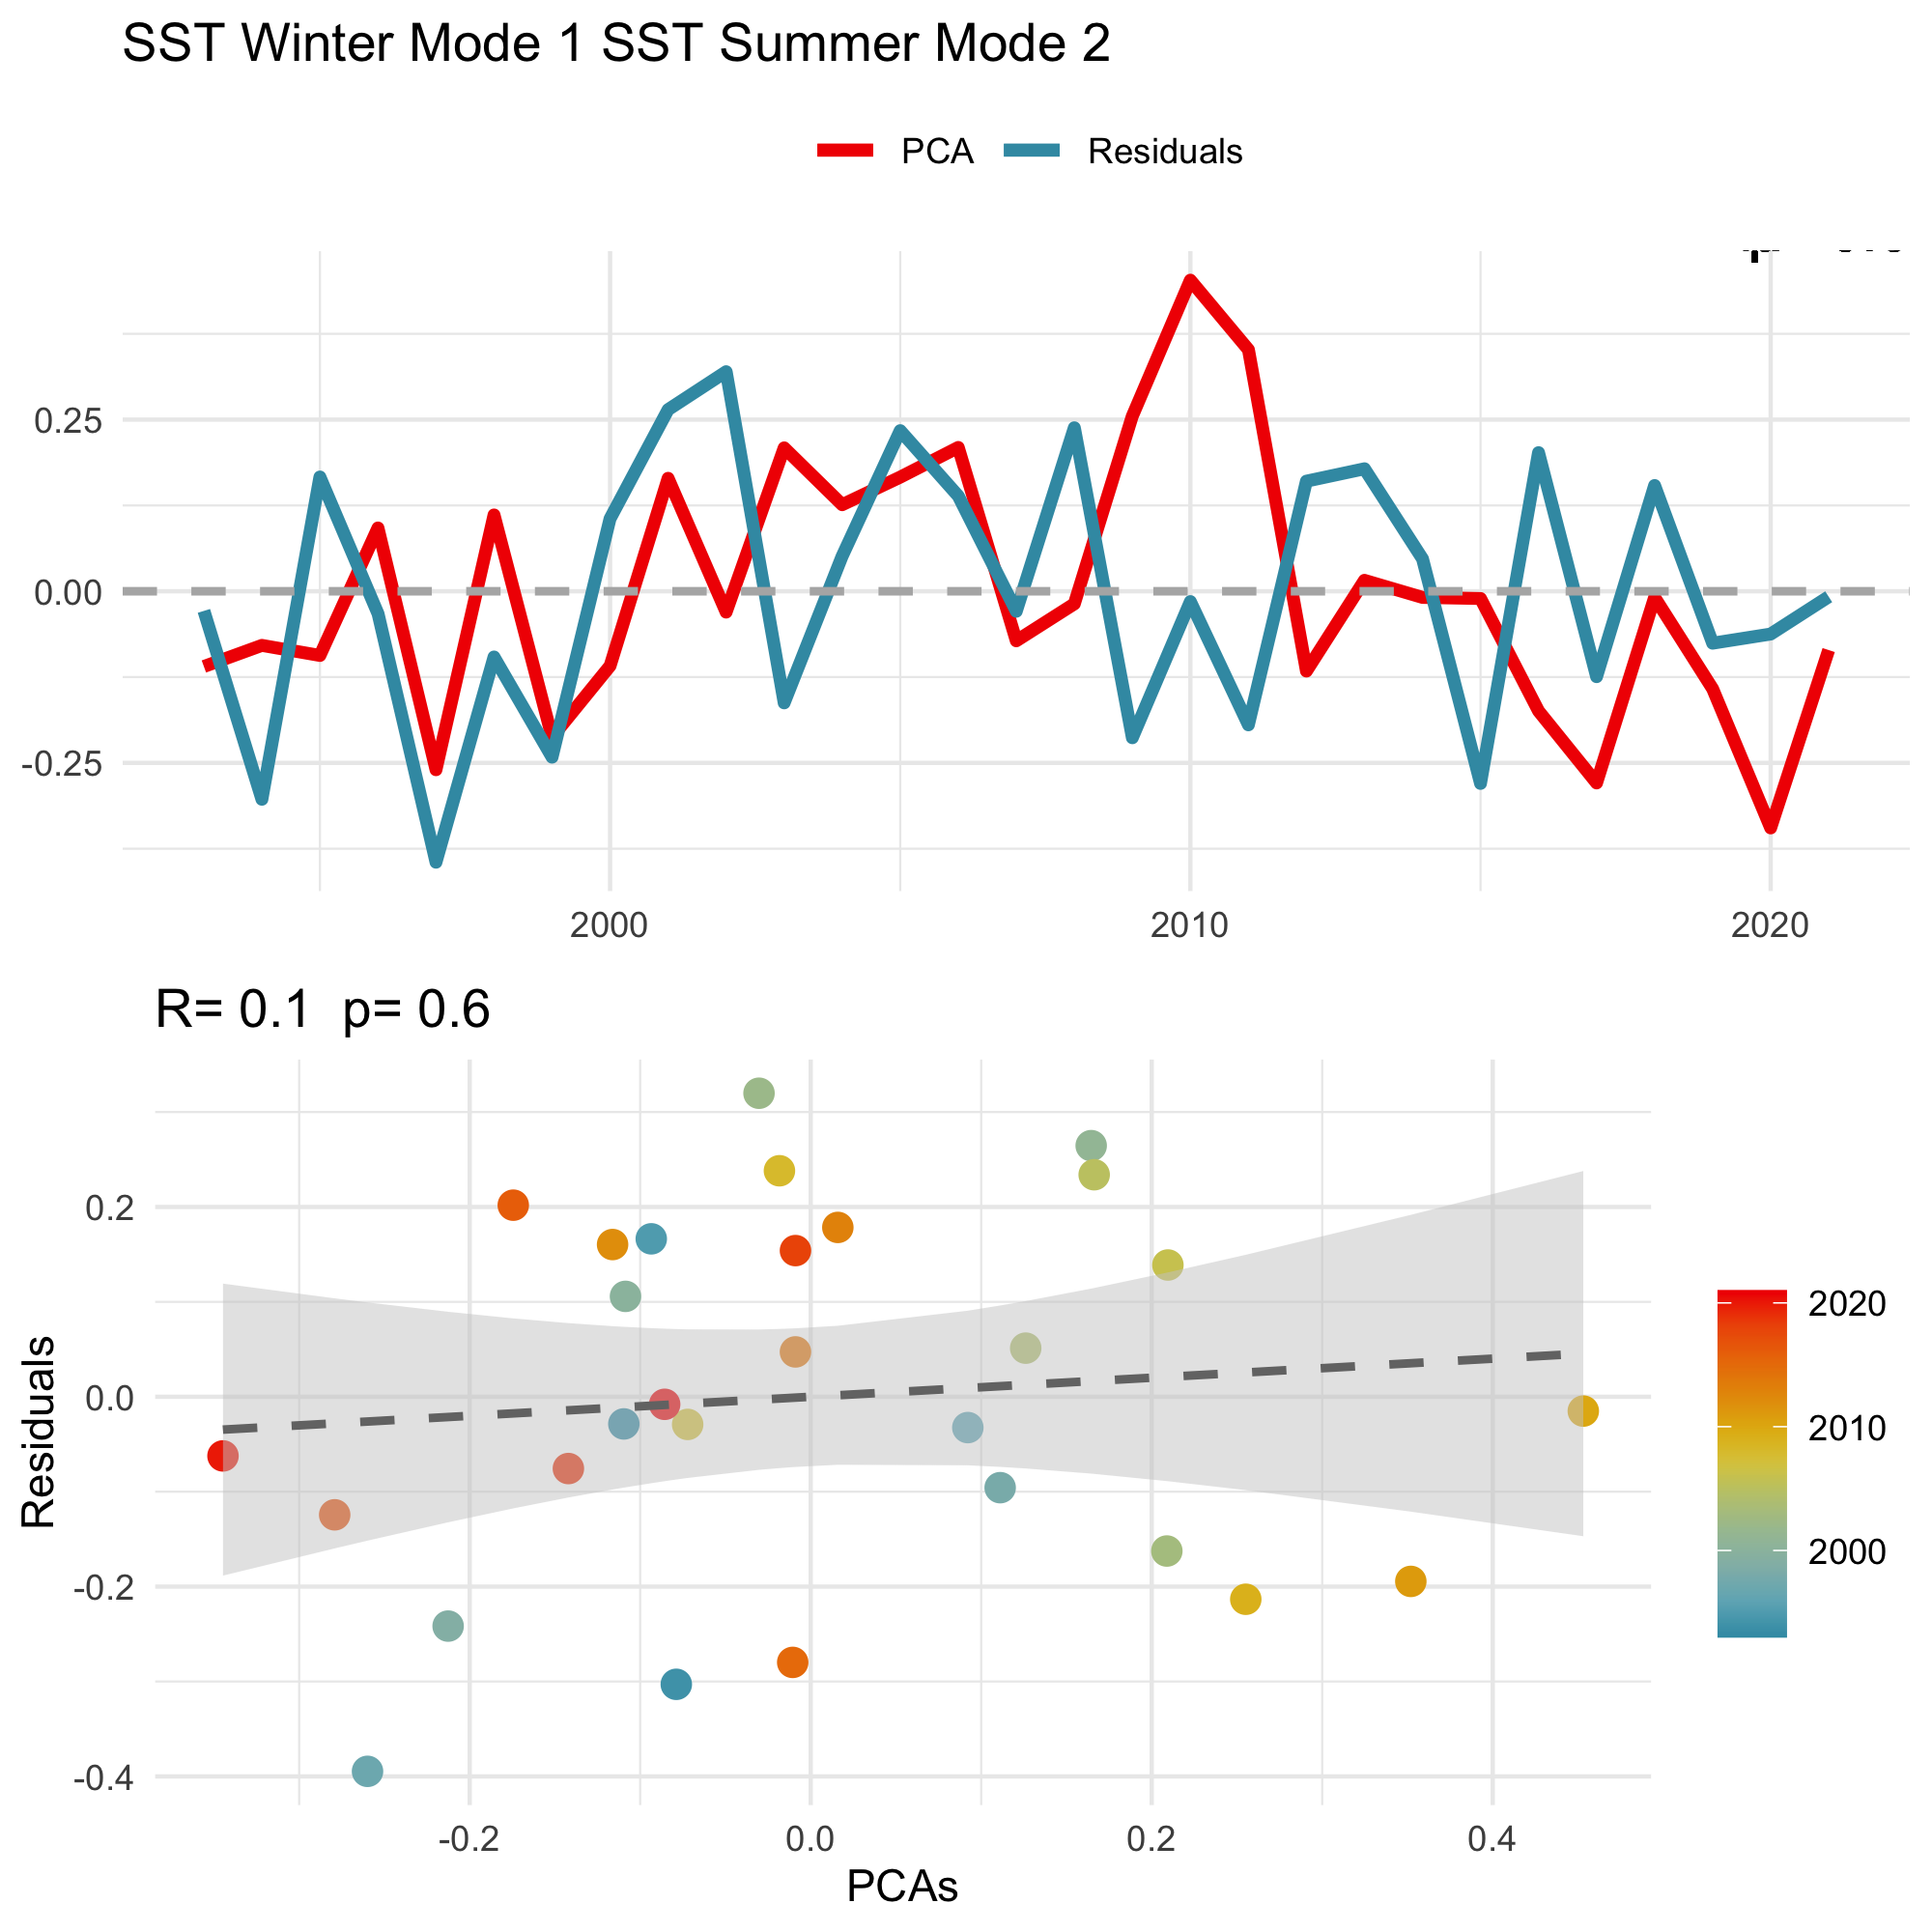 SST Winter Mode 1 SST Summer Mode 2
PCA Residuals
0.25
0.00
-0.25
2000 2010 2020
R= 0.1 p= 0.6
Residuals
0.2
0.0
-0.2
-0.4
-0.2 0.0 0.2 0.4
PCAs
2020
2010
2000